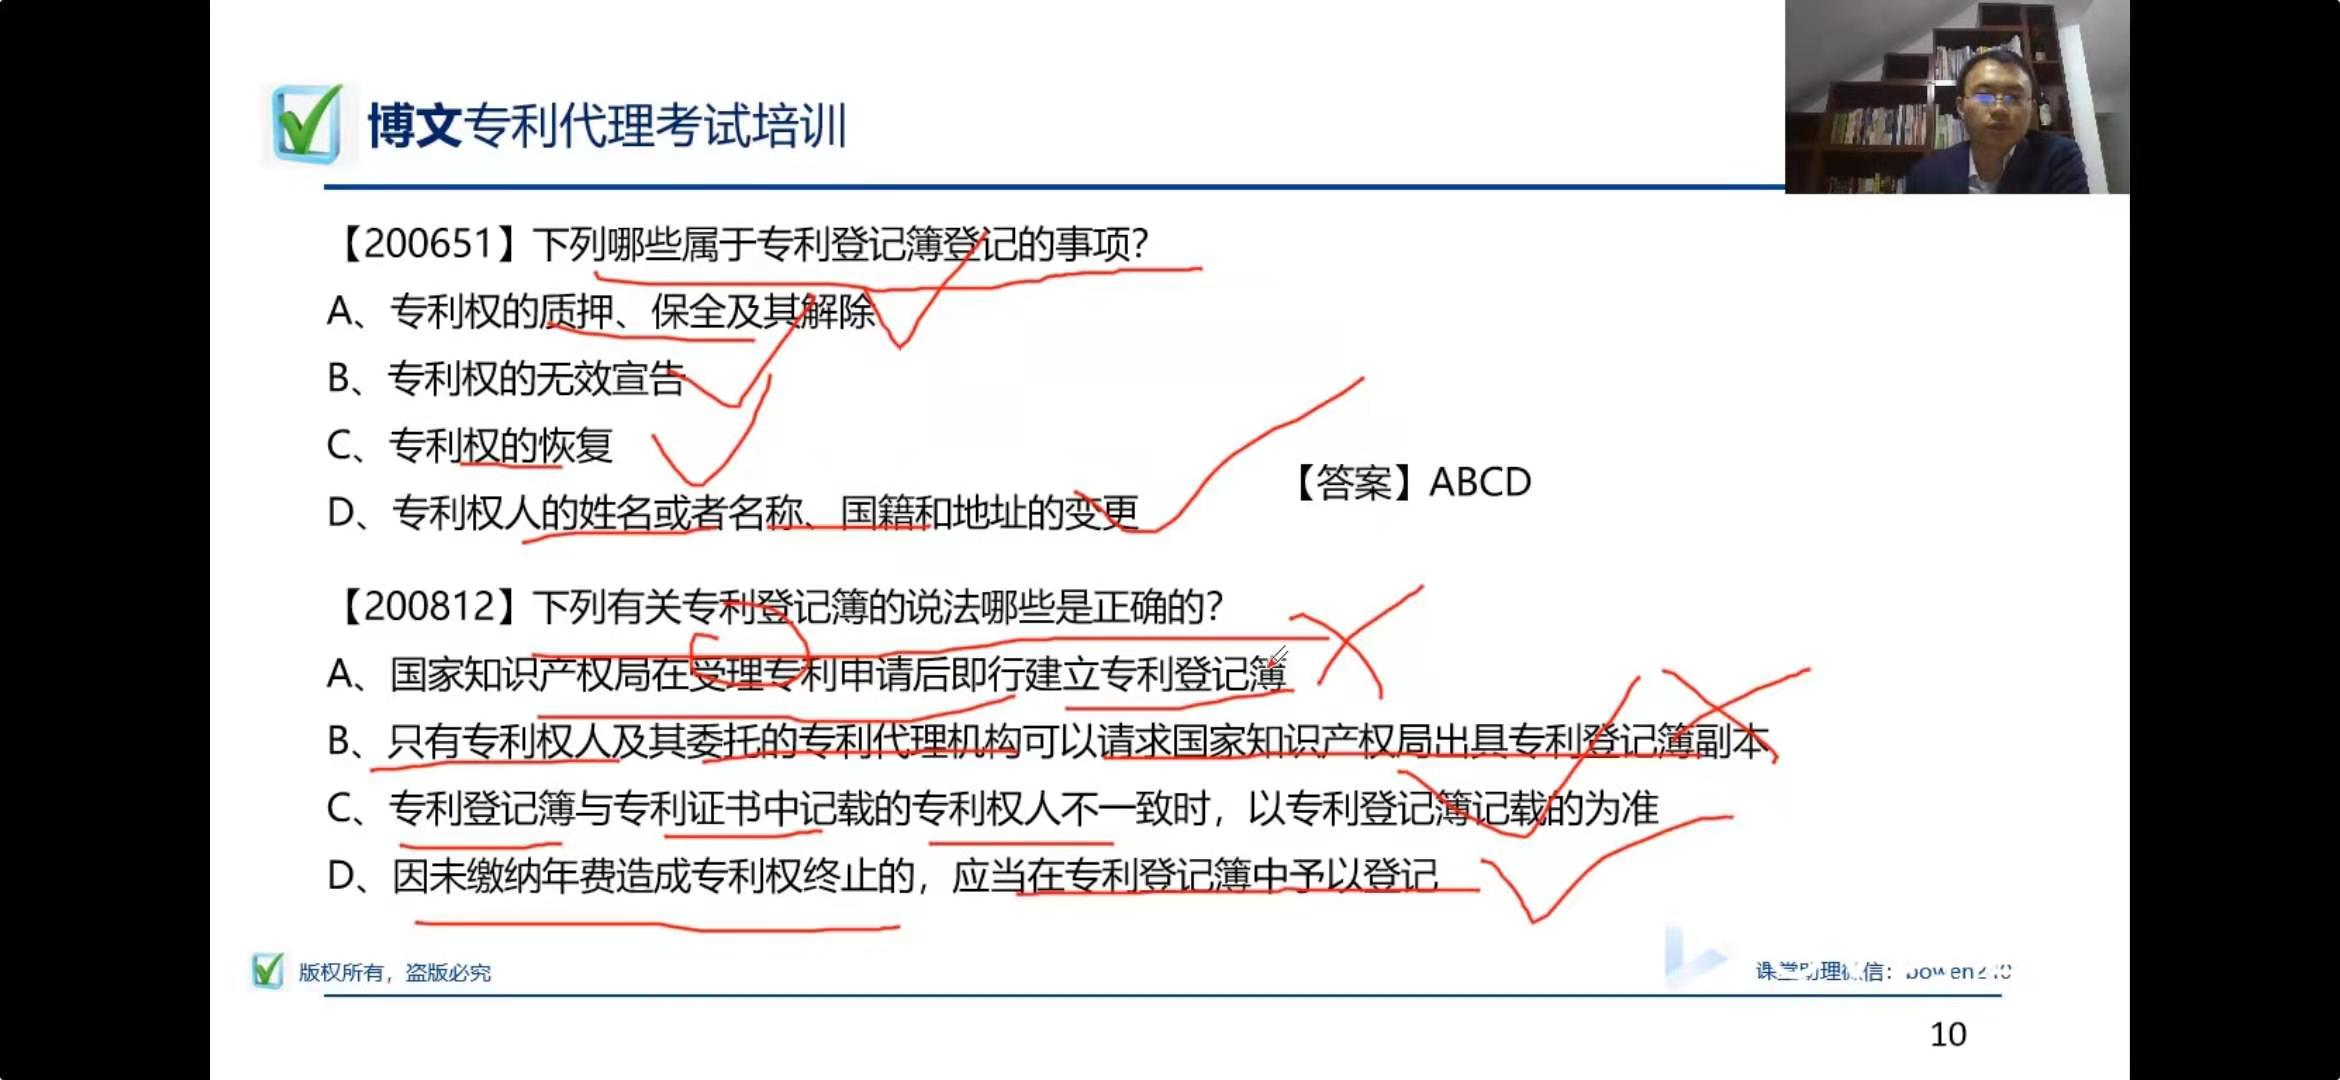 博文专利代理考试培训
【200651】下列哪些属于专利登记簿登记的事项?
A、专利权的质押、保全及其解除
B、专利权的无效宣告
C、专利权的恢复
D、专利权人的姓名或者名称、国籍和地址的变更
【答案】ABCD
【200812】下列有关专利登记簿的说法哪些是正确的?
A、国家知识产权局在受理专利申请后即行建立专利登记簿
B、只有专利权人及其委托的专利代理机构可以请求国家知识产权局出具专利登记簿副本
C、专利登记簿与专利证书中记载的专利权人不一致时，以专利登记簿记载的为准
D、因未缴纳年费造成专利权终止的，应当在专利登记簿中予以登记
版权所有，盗版必究
课堂助理微信：
10